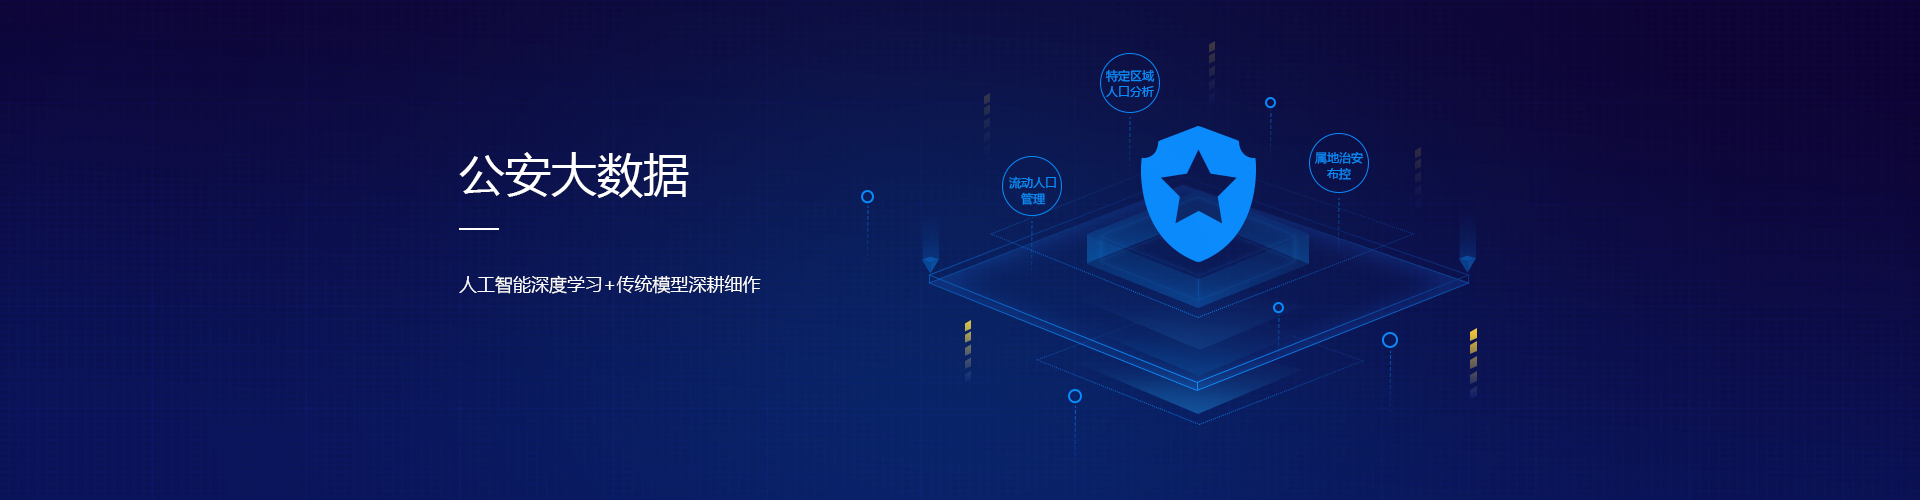 公安大数据
人工智能深度学习+传统模型深耕细作
特定区域
人口分析
流动人口
管理
属地治安
布控